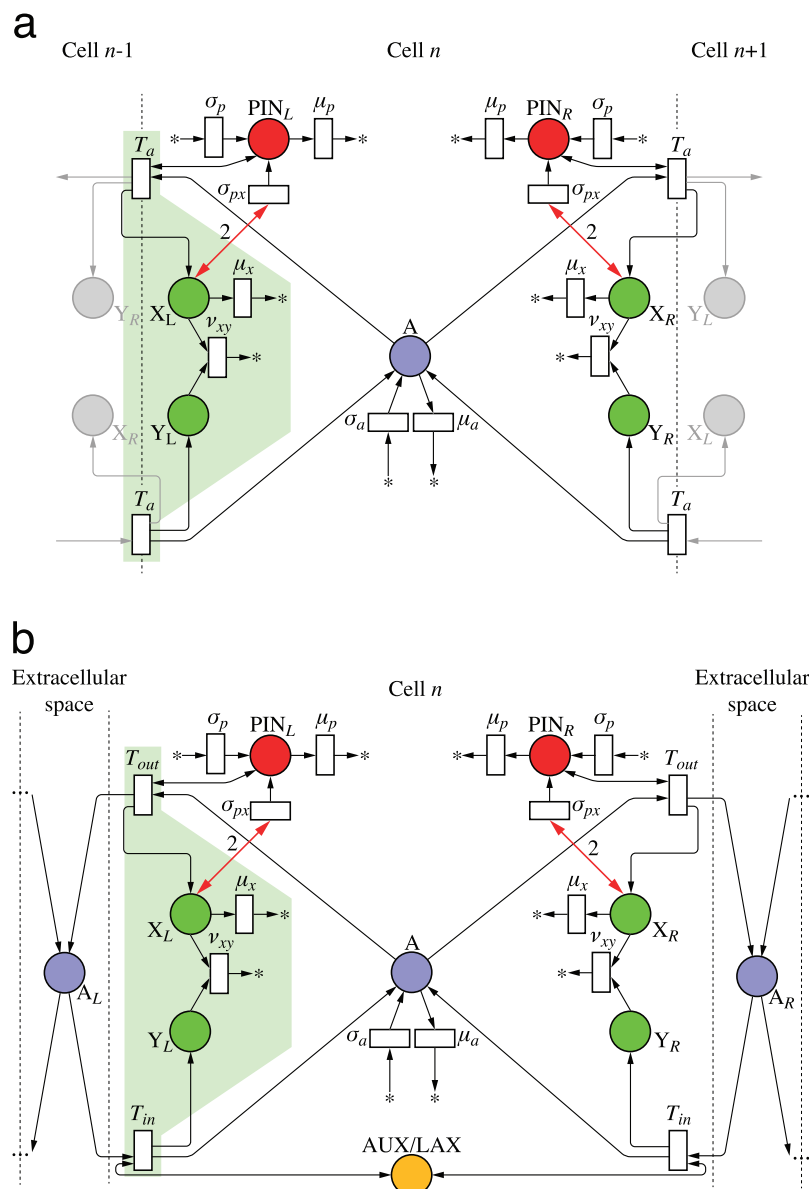 a
Cell n-1 Cell n Cell n+1
σp PINL μp μp PINR σp
* * * *
Ta Ta
σpx σpx
2 2
μx μx
* *
YR XL XR YL
νxy A νxy
* *
XR YL σa μa YR XL
* *
Ta Ta
b
Extracellular space Cell n Extracellular space
σp PINL μp μp PINR σp
* * * *
Tout Tout
... σpx σpx ...
2 2
μx μx
* *
XL XR
νxy A νxy
* *
AL AR
YL σa μa YR
* *
Tin Tin
... AUX/LAX ...